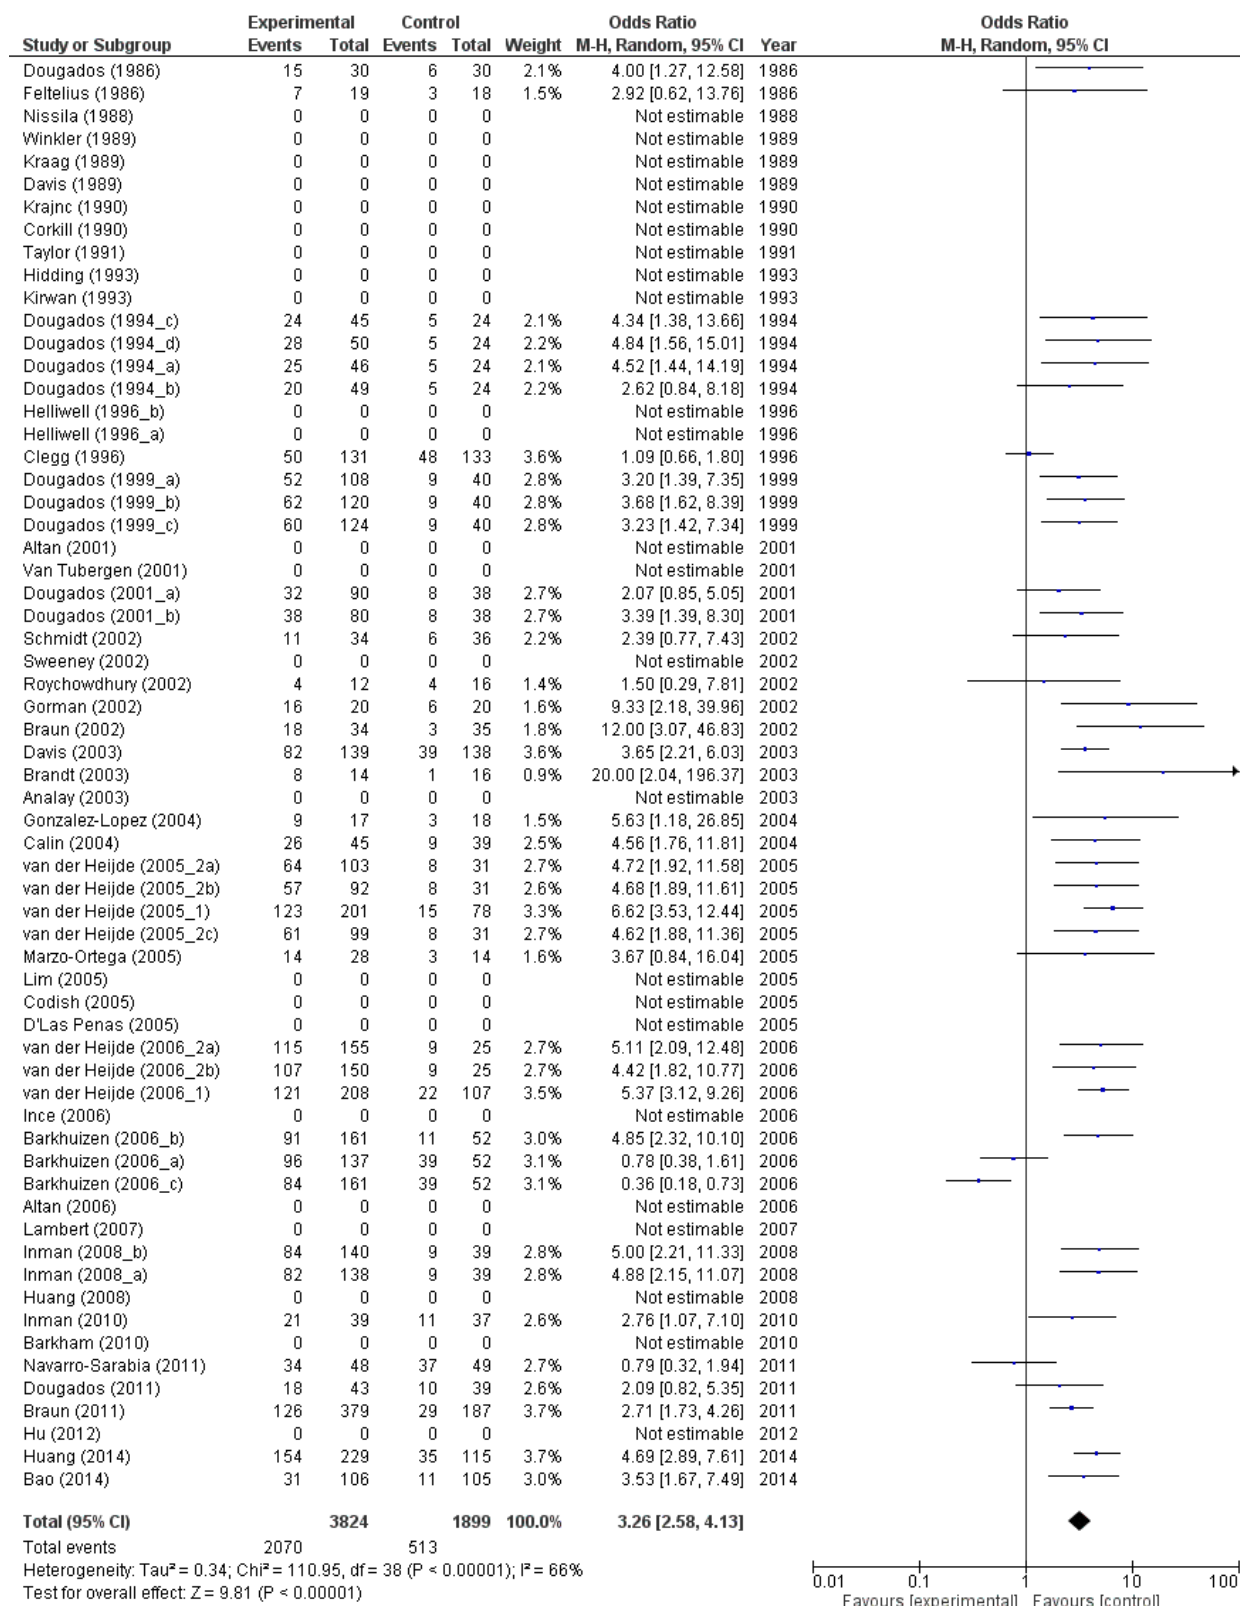 Experimental Control Odds Ratio Odds Ratio
Study or Subgroup Events Total Events Total Weight M-H, Random, 95% CI Year M-H, Random, 95% CI
Dougados (1986) 15 30 6 30 2.1% 4.00 [1.27, 12.58] 1986
Feltelius (1986) 7 19 3 18 1.5% 2.92 [0.62, 13.76] 1986
Nissila (1988) 0 0 0 0 Not estimable 1988
Winkler (1989) 0 0 0 0 Not estimable 1989
Kraag (1989) 0 0 0 0 Not estimable 1989
Davis (1989) 0 0 0 0 Not estimable 1989
Krajnc (1990) 0 0 0 0 Not estimable 1990
Corkill (1990) 0 0 0 0 Not estimable 1990
Taylor (1991) 0 0 0 0 Not estimable 1991
Hidding (1993) 0 0 0 0 Not estimable 1993
Kirwan (1993) 0 0 0 0 Not estimable 1993
Dougados (1994_c) 24 45 5 24 2.1% 4.34 [1.38, 13.66] 1994
Dougados (1994_d) 28 50 5 24 2.2% 4.84 [1.56, 15.01] 1994
Dougados (1994_a) 25 46 5 24 2.1% 4.52 [1.44, 14.19] 1994
Dougados (1994_b) 20 49 5 24 2.2% 2.62 [0.84, 8.18] 1994
Helliwell (1996_b) 0 0 0 0 Not estimable 1996
Helliwell (1996_a) 0 0 0 0 Not estimable 1996
Clegg (1996) 50 131 48 133 3.6% 1.09 [0.66, 1.80] 1996
Dougados (1999_a) 52 108 9 40 2.8% 3.20 [1.39, 7.35] 1999
Dougados (1999_b) 62 120 9 40 2.8% 3.68 [1.62, 8.39] 1999
Dougados (1999_c) 60 124 9 40 2.8% 3.23 [1.42, 7.34] 1999
Altan (2001) 0 0 0 0 Not estimable 2001
Van Tubergen (2001) 0 0 0 0 Not estimable 2001
Dougados (2001_a) 32 90 8 38 2.7% 2.07 [0.85, 5.05] 2001
Dougados (2001_b) 38 80 8 38 2.7% 3.39 [1.39, 8.30] 2001
Schmidt (2002) 11 34 6 36 2.2% 2.39 [0.77, 7.43] 2002
Sweeney (2002) 0 0 0 0 Not estimable 2002
Roychowdhury (2002) 4 12 4 16 1.4% 1.50 [0.29, 7.81] 2002
Gorman (2002) 16 20 6 20 1.6% 9.33 [2.18, 39.96] 2002
Braun (2002) 18 34 3 35 1.8% 12.00 [3.07, 46.83] 2002
Davis (2003) 82 139 39 138 3.6% 3.65 [2.21, 6.03] 2003
Brandt (2003) 8 14 1 16 0.9% 20.00 [2.04, 196.37] 2003
Analay (2003) 0 0 0 0 Not estimable 2003
Gonzalez-Lopez (2004) 9 17 3 18 1.5% 5.63 [1.18, 26.85] 2004
Calin (2004) 26 45 9 39 2.5% 4.56 [1.76, 11.81] 2004
van der Heijde (2005_2a) 64 103 8 31 2.7% 4.72 [1.92, 11.58] 2005
van der Heijde (2005_2b) 57 92 8 31 2.6% 4.68 [1.89, 11.61] 2005
van der Heijde (2005_1) 123 201 15 78 3.3% 6.62 [3.53, 12.44] 2005
van der Heijde (2005_2c) 61 99 8 31 2.7% 4.62 [1.88, 11.36] 2005
Marzo-Ortega (2005) 14 28 3 14 1.6% 3.67 [0.84, 16.04] 2005
Lim (2005) 0 0 0 0 Not estimable 2005
Codish (2005) 0 0 0 0 Not estimable 2005
D'Las Penas (2005) 0 0 0 0 Not estimable 2005
van der Heijde (2006_2a) 115 155 9 25 2.7% 5.11 [2.09, 12.48] 2006
van der Heijde (2006_2b) 107 150 9 25 2.7% 4.42 [1.82, 10.77] 2006
van der Heijde (2006_1) 121 208 22 107 3.5% 5.37 [3.12, 9.26] 2006
Ince (2006) 0 0 0 0 Not estimable 2006
Barkhuizen (2006_b) 91 161 11 52 3.0% 4.85 [2.32, 10.10] 2006
Barkhuizen (2006_a) 96 137 39 52 3.1% 0.78 [0.38, 1.61] 2006
Barkhuizen (2006_c) 84 161 39 52 3.1% 0.36 [0.18, 0.73] 2006
Altan (2006) 0 0 0 0 Not estimable 2006
Lambert (2007) 0 0 0 0 Not estimable 2007
Inman (2008_b) 84 140 9 39 2.8% 5.00 [2.21, 11.33] 2008
Inman (2008_a) 82 138 9 39 2.8% 4.88 [2.15, 11.07] 2008
Huang (2008) 0 0 0 0 Not estimable 2008
Inman (2010) 21 39 11 37 2.6% 2.76 [1.07, 7.10] 2010
Barkham (2010) 0 0 0 0 Not estimable 2010
Navarro-Sarabia (2011) 34 48 37 49 2.7% 0.79 [0.32, 1.94] 2011
Dougados (2011) 18 43 10 39 2.6% 2.09 [0.82, 5.35] 2011
Braun (2011) 126 379 29 187 3.7% 2.71 [1.73, 4.26] 2011
Hu (2012) 0 0 0 0 Not estimable 2012
Huang (2014) 154 229 35 115 3.7% 4.69 [2.89, 7.61] 2014
Bao (2014) 31 106 11 105 3.0% 3.53 [1.67, 7.49] 2014
Total (95% CI) 3824 1899 100.0% 3.26 [2.58, 4.13]
Total events 2070 513
Heterogeneity: Tau² = 0.34; Chi² = 110.95, df = 38 (P < 0.00001); I² = 66%
Test for overall effect: Z = 9.81 (P < 0.00001)
0.01 0.1 1 10 100
Favours [experimental] Favours [control]